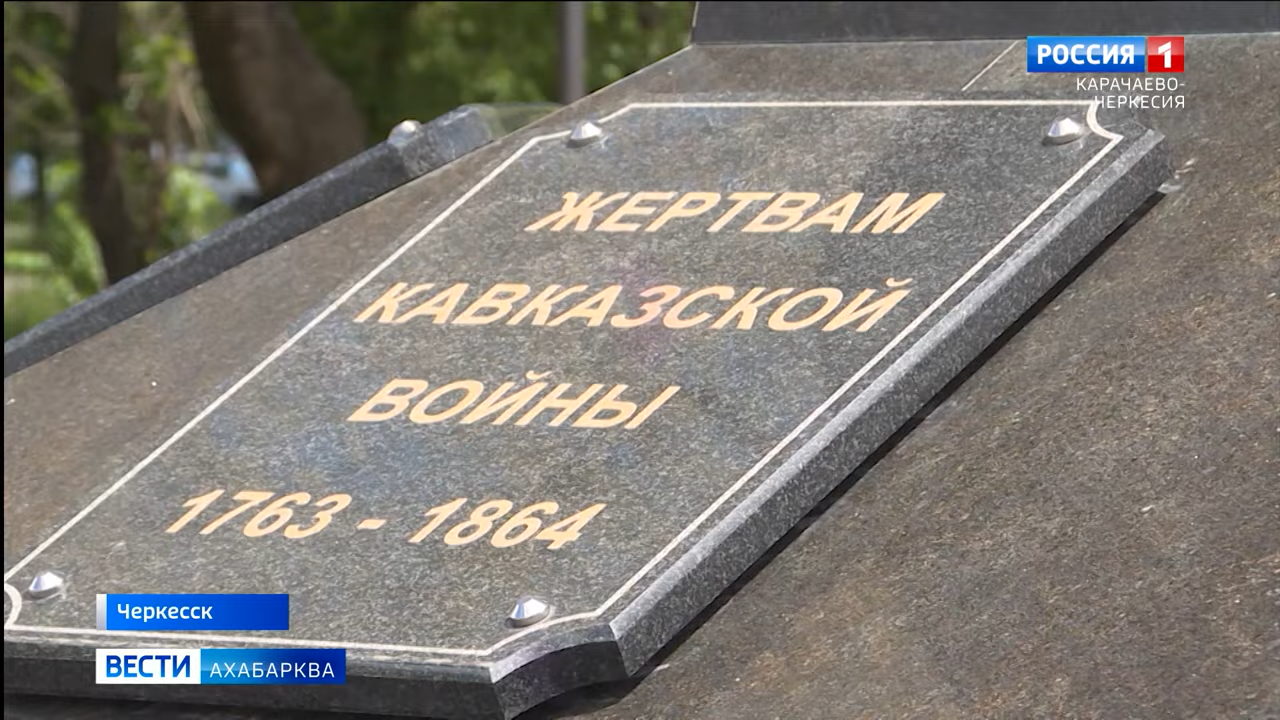 РОССИЯ 1
КАРАЧАЕВО-
ЧЕРКЕСИЯ
ЖЕРТВАМ
КАВКАЗСКОЙ
ВОЙНЫ
1763 - 1864
Черкесск
ВЕСТИ АХАБАРКВА